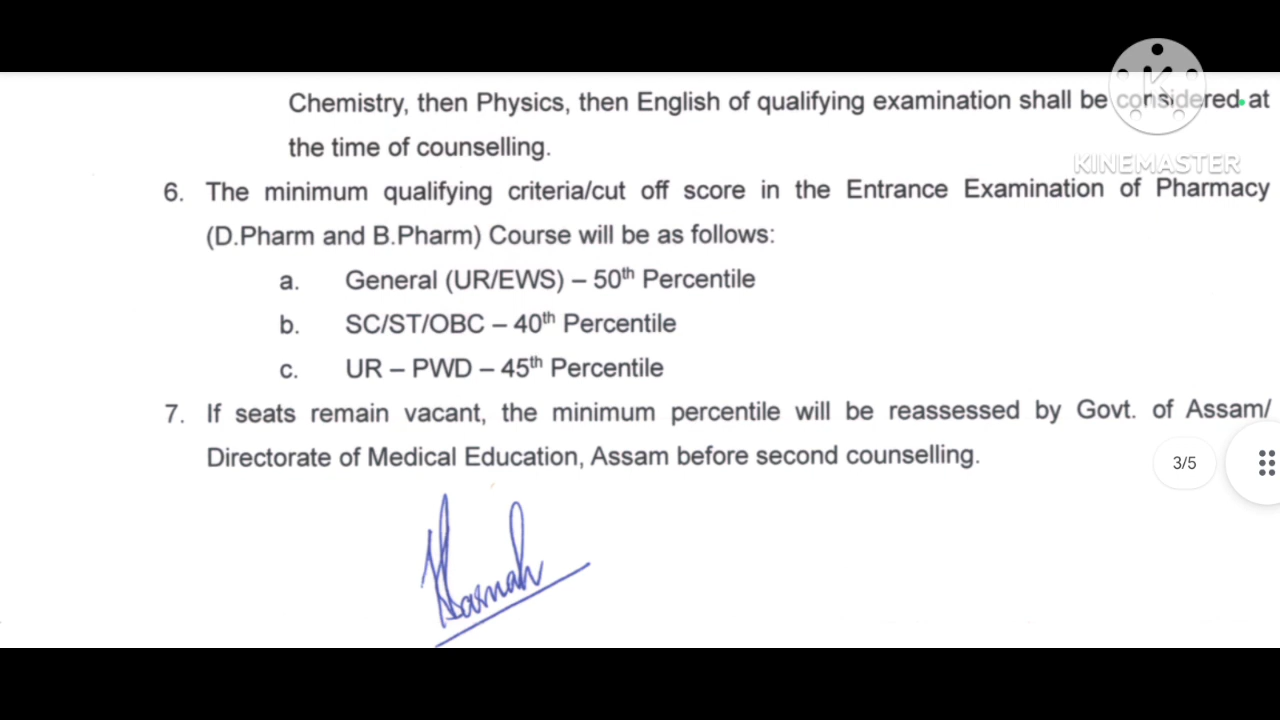 KINEMASTER
Chemistry, then Physics, then English of qualifying examination shall be considered at
the time of counselling.
6. The minimum qualifying criteria/cut off score in the Entrance Examination of Pharmacy
(D.Pharm and B.Pharm) Course will be as follows:
a. General (UR/EWS) – 50th Percentile
b. SC/ST/OBC – 40th Percentile
c. UR – PWD – 45th Percentile
7. If seats remain vacant, the minimum percentile will be reassessed by Govt. of Assam/
Directorate of Medical Education, Assam before second counselling.
3/5